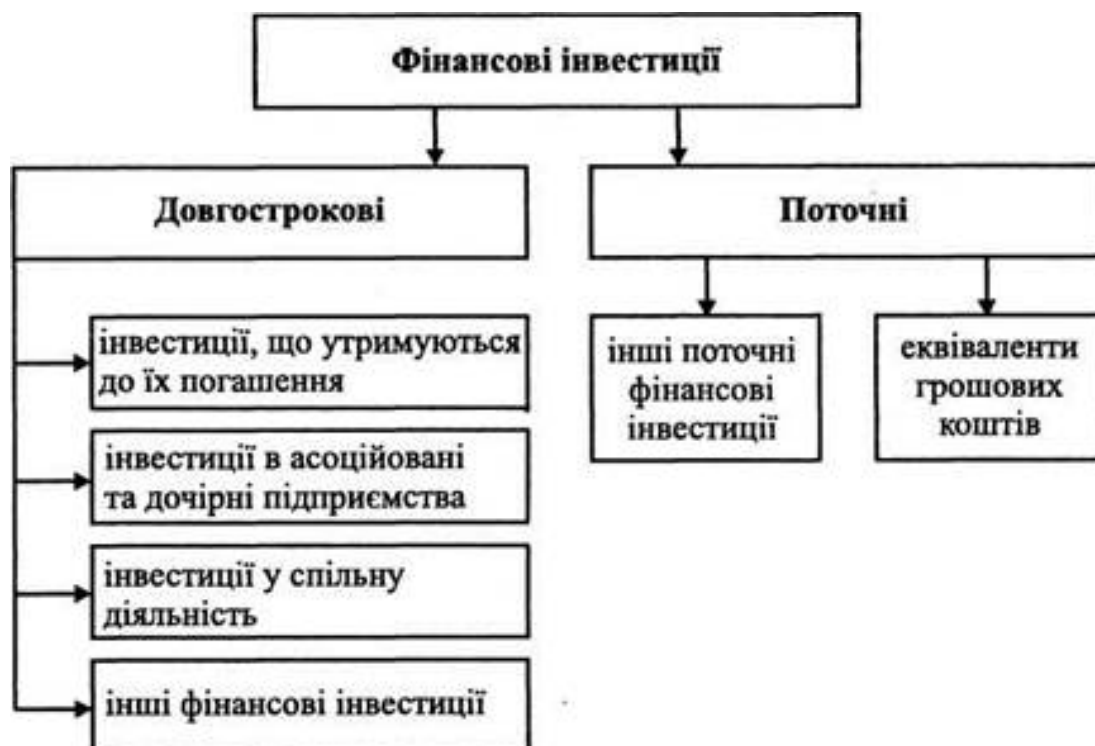 Фінансові інвестиції
Довгострокові
Поточні
інвестиції, що утримуються
до їх погашення
інвестиції в асоційовані
та дочірні підприємства
інвестиції у спільну
діяльність
інші фінансові інвестиції
інші поточні
фінансові
інвестиції
еквіваленти
грошових
коштів